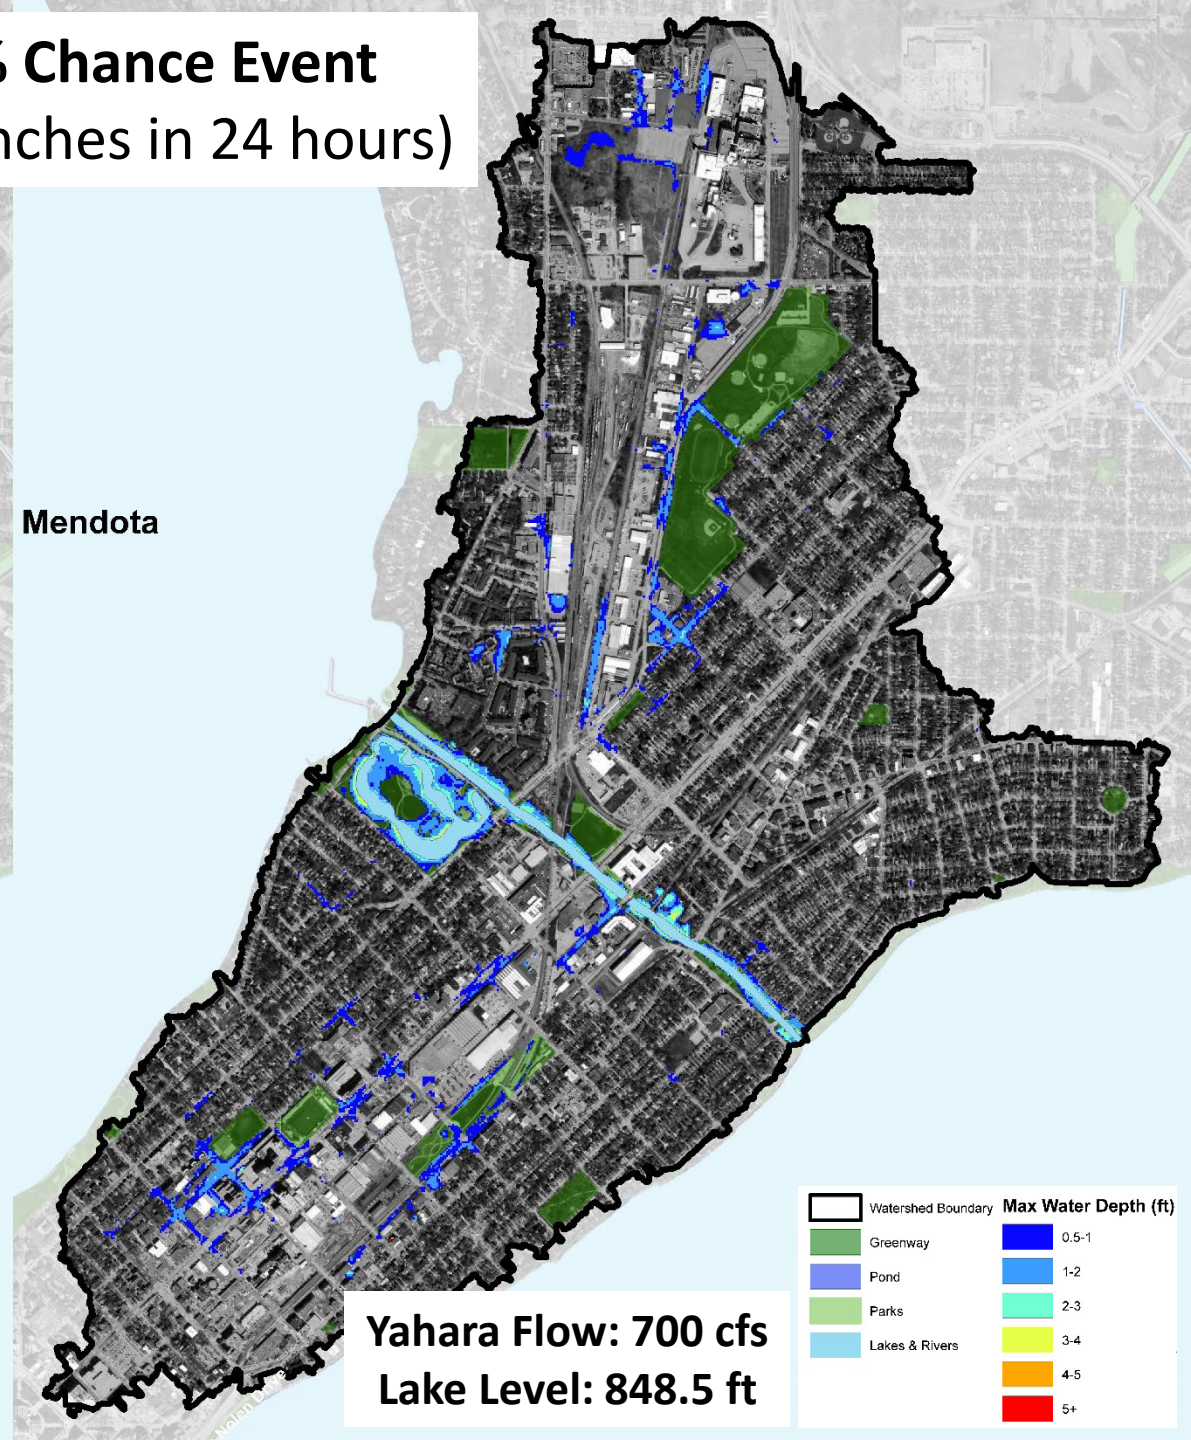 % Chance Event
nches in 24 hours)
Mendota
Nolen Drive
Watershed Boundary
Greenway
Pond
Parks
Lakes & Rivers
Max Water Depth (ft)
0.5-1
1-2
2-3
3-4
4-5
5+
Yahara Flow: 700 cfs
Lake Level: 848.5 ft